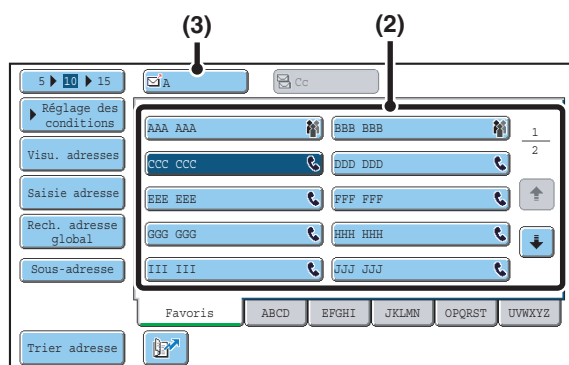 (3) (2)
5 10 15
A
Cc
Réglage des
conditions
AAA AAA
BBB BBB
1
2
Visu. adresses
CCC CCC
DDD DDD
Saisie adresse
EEE EEE
FFF FFF
Rech. adresse
global
GGG GGG
HHH HHH
Sous-adresse
III III
JJJ JJJ
Favoris ABCD EFGHI JKLMN OPQRST UVWXYZ
Trier adresse